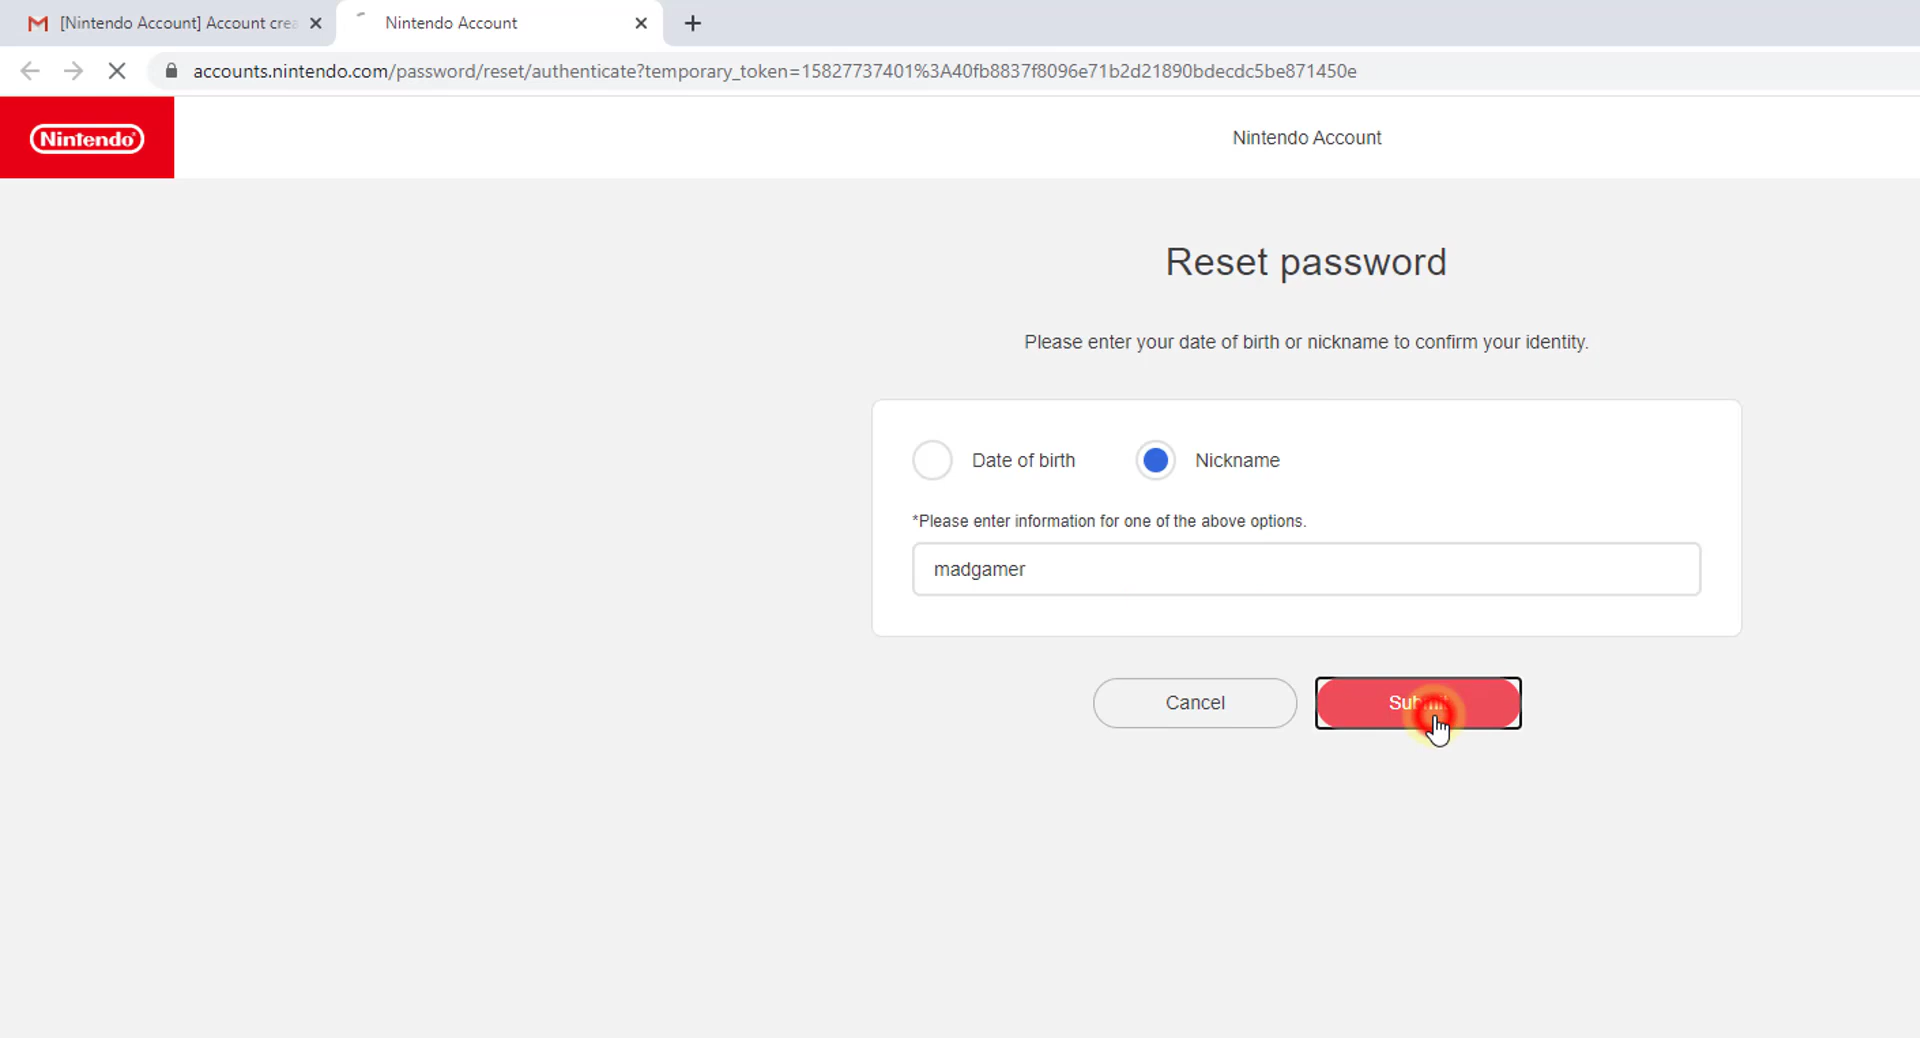 [Nintendo Account] Account crea
Nintendo Account
accounts.nintendo.com/password/reset/authenticate?temporary_token=15827737401%3A40fb8837f8096e71b2d21890bdecdc5be871450e
Nintendo
Nintendo Account
Reset password
Please enter your date of birth or nickname to confirm your identity.
Date of birth
Nickname
*Please enter information for one of the above options.
madgamer
Cancel
Submit